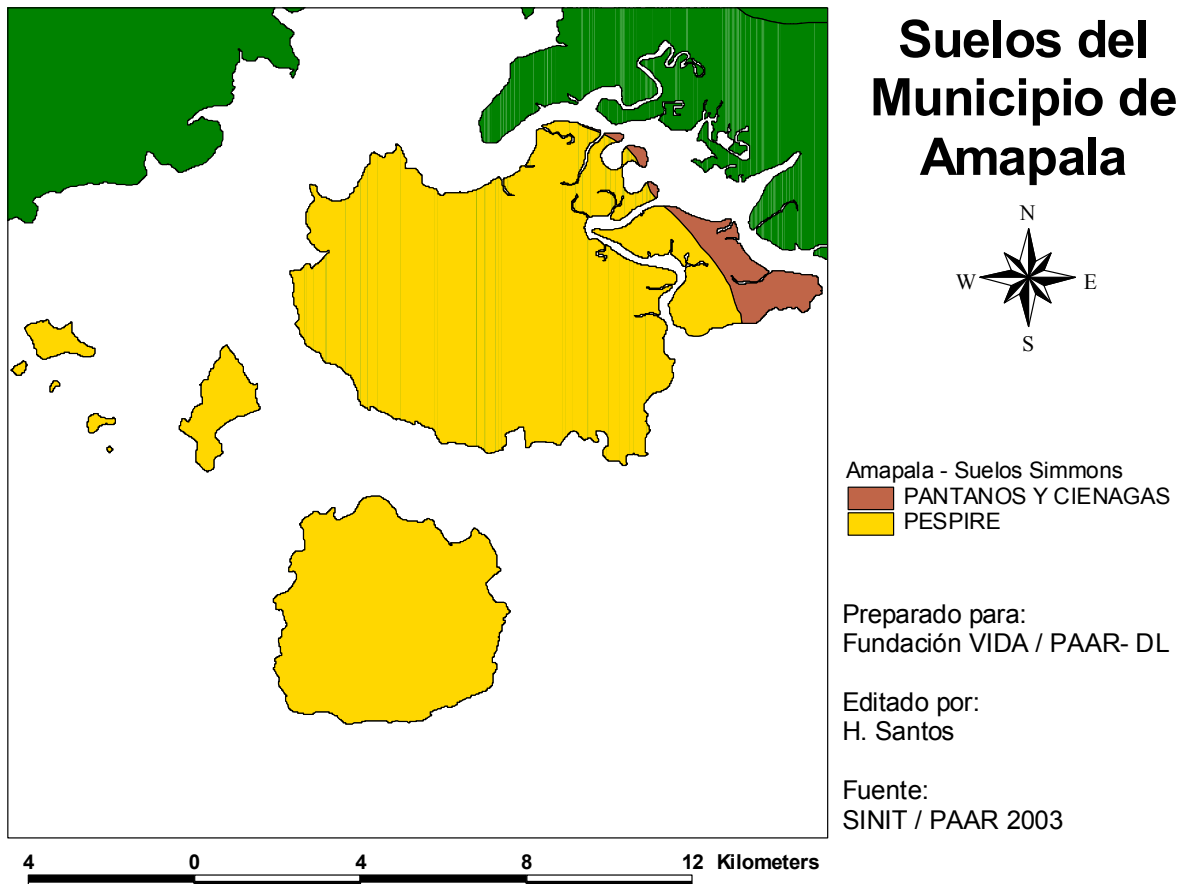 Suelos del
Municipio de
Amapala
N
W E
S
Amapala - Suelos Simmons
PANTANOS Y CIENAGAS
PESPIRE
Preparado para:
Fundación VIDA / PAAR- DL
Editado por:
H. Santos
Fuente:
SINIT / PAAR 2003
4 0 4 8 12 Kilometers